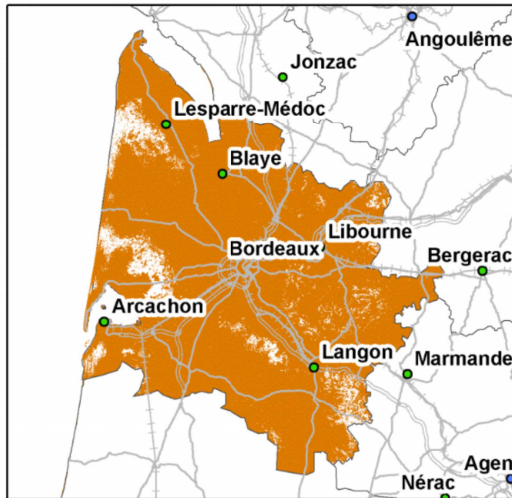 Angoulême
Jonzac
Lesparre-Médoc
Blaye
Libourne
Bordeaux
Bergerac
Arcachon
Langon
Marmande
Agen
Nérac